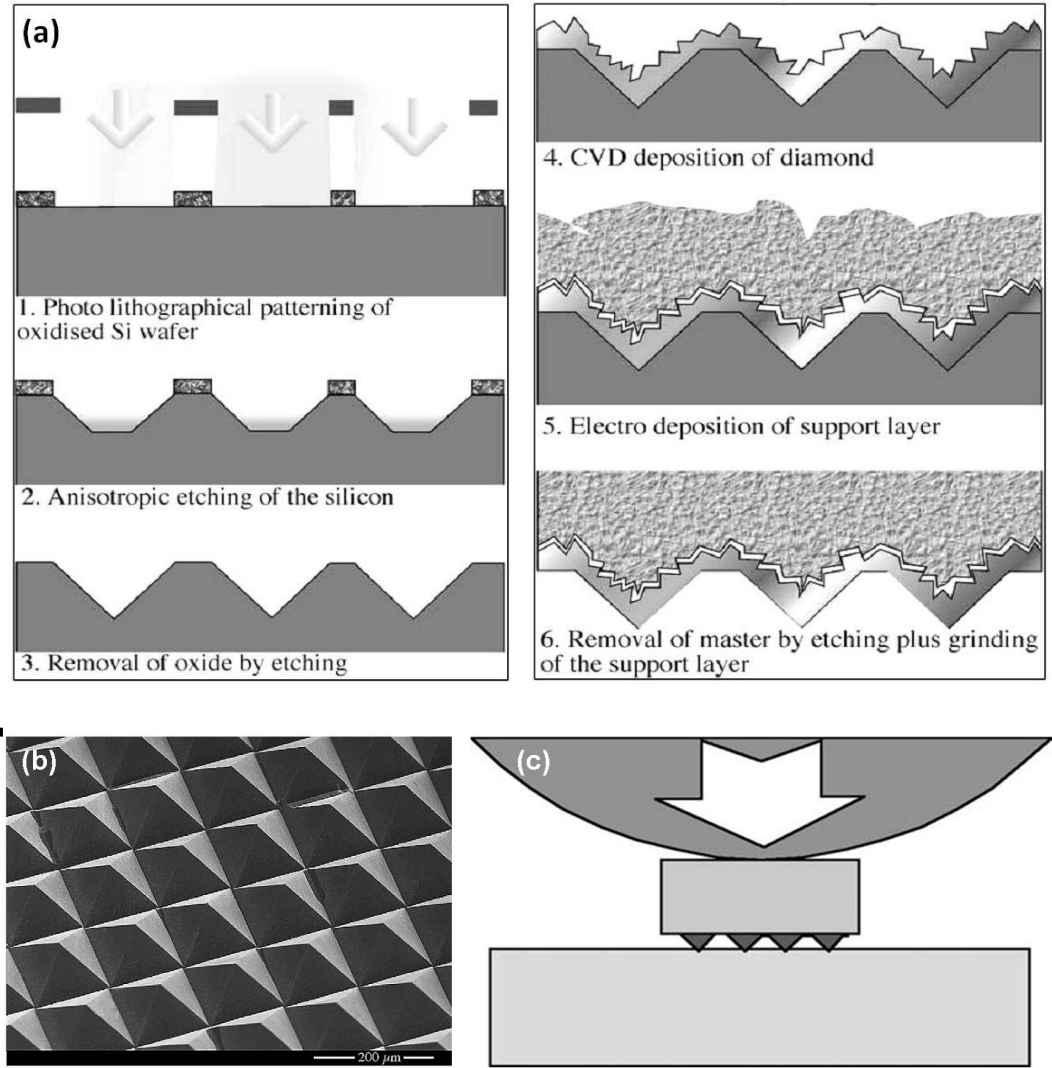 (a)
1. Photo lithographical patterning of
oxidised Si wafer
2. Anisotropic etching of the silicon
3. Removal of oxide by etching
4. CVD deposition of diamond
5. Electro deposition of support layer
6. Removal of master by etching plus grinding
of the support layer
(b)
200 μm
(c)